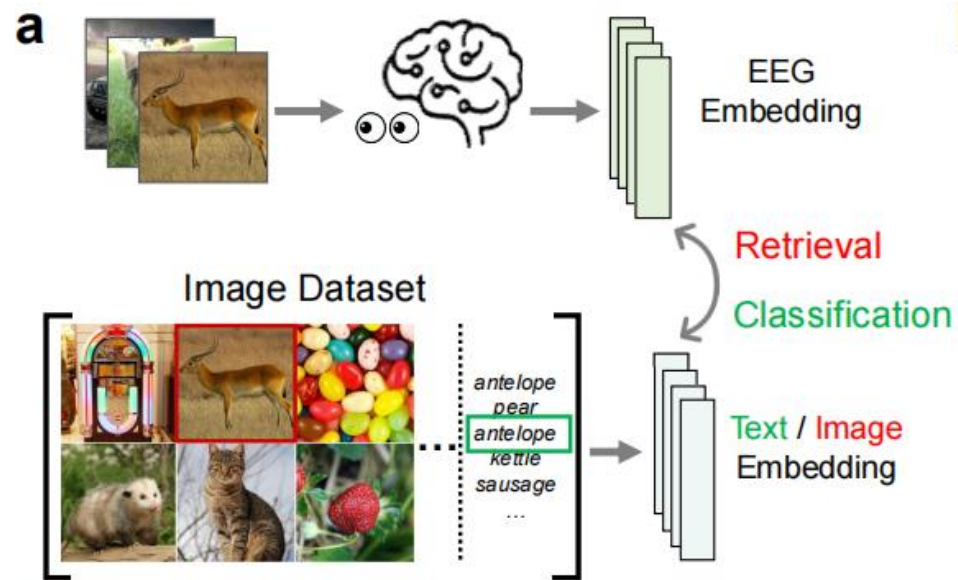 a
EEG
Embedding
Retrieval
Classification
Image Dataset
antelope
pear
antelope
kettle
sausage
...
Text / Image
Embedding